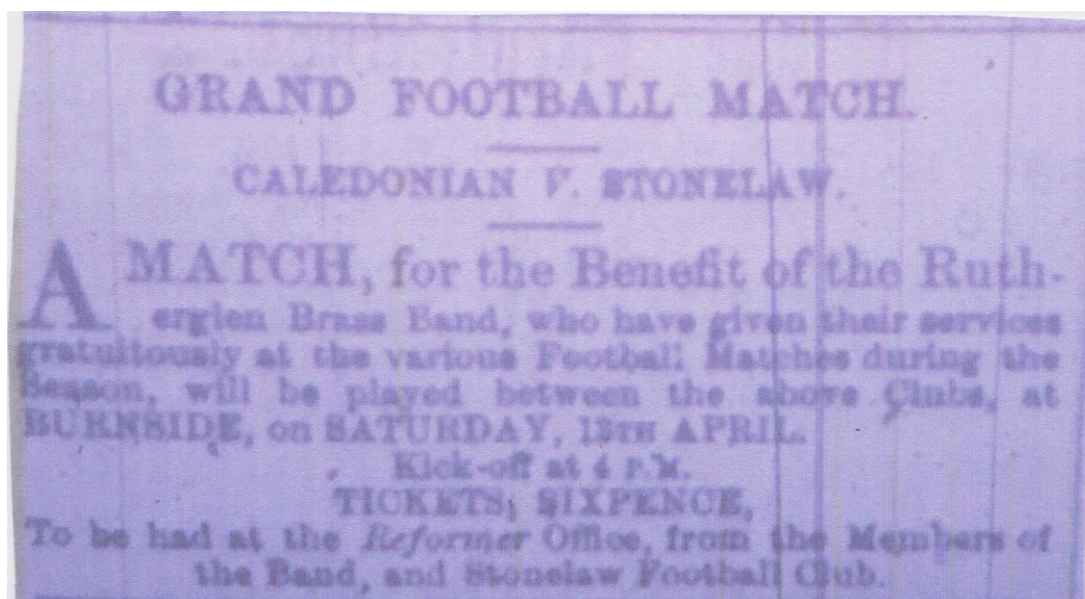 GRAND FOOTBALL MATCH.
CALEDONIAN V. STONELAW.
A MATCH, for the Benefit of the Ruth-
erglen Brass Band, who have given their services
gratuitously at the various Football Matches during the
Season, will be played between the above Clubs, at
BURNSIDE, on SATURDAY, 13TH APRIL.
Kick-off at 4 P.M.
TICKETS, SIXPENCE,
To be had at the Reformer Office, from the Members of
the Band, and Stonelaw Football Club.